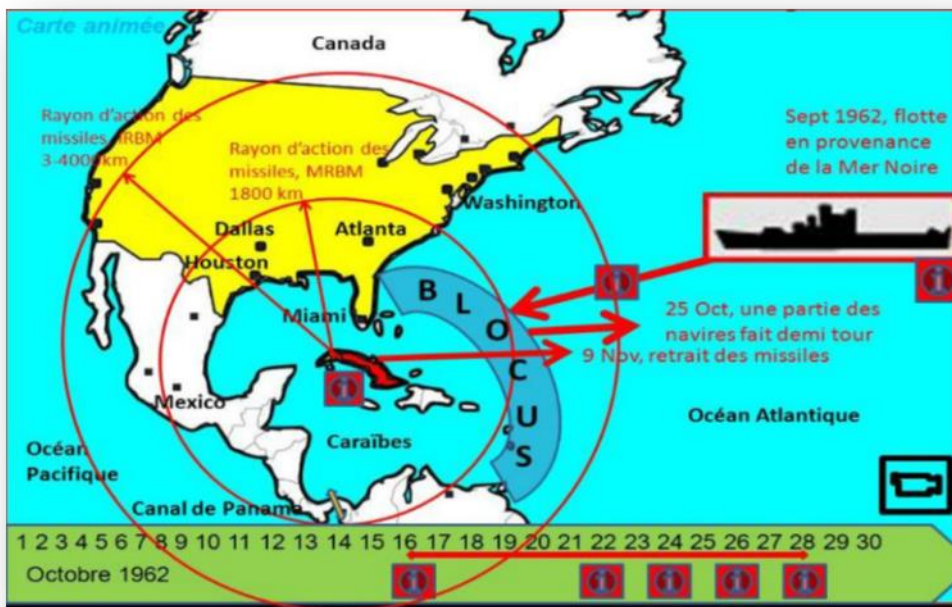 Carte animée
Canada
Rayon d'action des
missiles, IRBM
3-4000km
Rayon d'action des
missiles, MRBM
1800 km
Sept 1962, flotte
en provenance
de la Mer Noire
Washington
Dallas
Atlanta
Houston
Miami
BLOCUS
25 Oct, une partie des
navires fait demi tour
9 Nov, retrait des missiles
Mexico
Caraïbes
Océan Atlantique
Océan
Pacifique
Canal de Panama
1 2 3 4 5 6 7 8 9 10 11 12 13 14 15 16 17 18 19 20 21 22 23 24 25 26 27 28 29 30
Octobre 1962